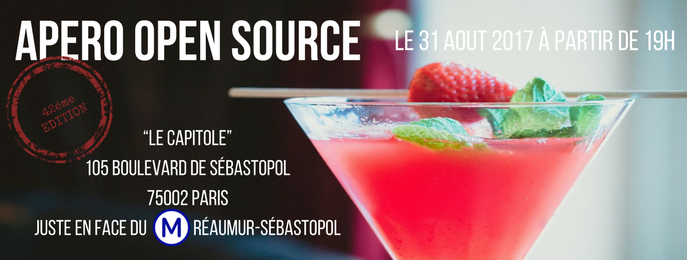 APERO OPEN SOURCE
LE 31 AOUT 2017 À PARTIR DE 19H
42ème
EDITION
“LE CAPITOLE”
105 BOULEVARD DE SÉBASTOPOL
75002 PARIS
JUSTE EN FACE DU M RÉAUMUR-SÉBASTOPOL